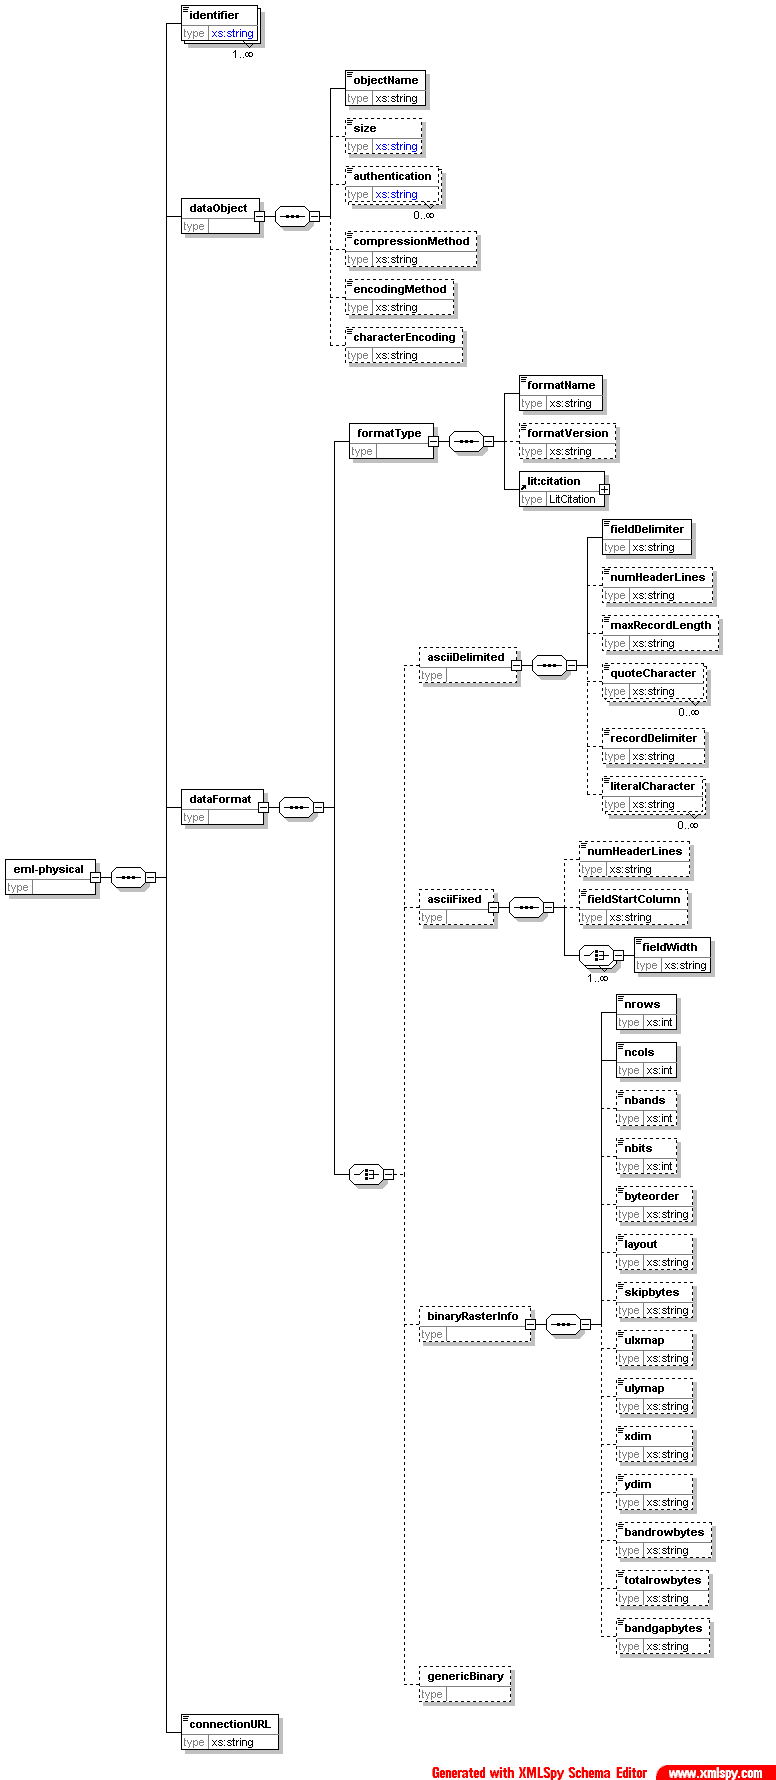 identifier
type xs:string
1..∞
objectName
type xs:string
size
type xs:string
authentication
type xs:string
0..∞
dataObject
type
compressionMethod
type xs:string
encodingMethod
type xs:string
characterEncoding
type xs:string
formatName
type xs:string
formatType
type
formatVersion
type xs:string
lit:citation
type LitCitation
fieldDelimiter
type xs:string
numHeaderLines
type xs:string
maxRecordLength
type xs:string
asciiDelimited
type
quoteCharacter
type xs:string
0..∞
recordDelimiter
type xs:string
literalCharacter
type xs:string
0..∞
dataFormat
type
eml-physical
type
numHeaderLines
type xs:string
asciiFixed
type
fieldStartColumn
type xs:string
fieldWidth
type xs:string
1..∞
nrows
type xs:int
ncols
type xs:int
nbands
type xs:int
nbits
type xs:int
byteorder
type xs:string
layout
type xs:string
skipbytes
type xs:string
binaryRasterInfo
type
ulxmap
type xs:string
ulymap
type xs:string
xdim
type xs:string
ydim
type xs:string
bandrowbytes
type xs:string
totalrowbytes
type xs:string
bandgapbytes
type xs:string
genericBinary
type
connectionURL
type xs:string
Generated with XMLSpy Schema Editor www.xmlspy.com